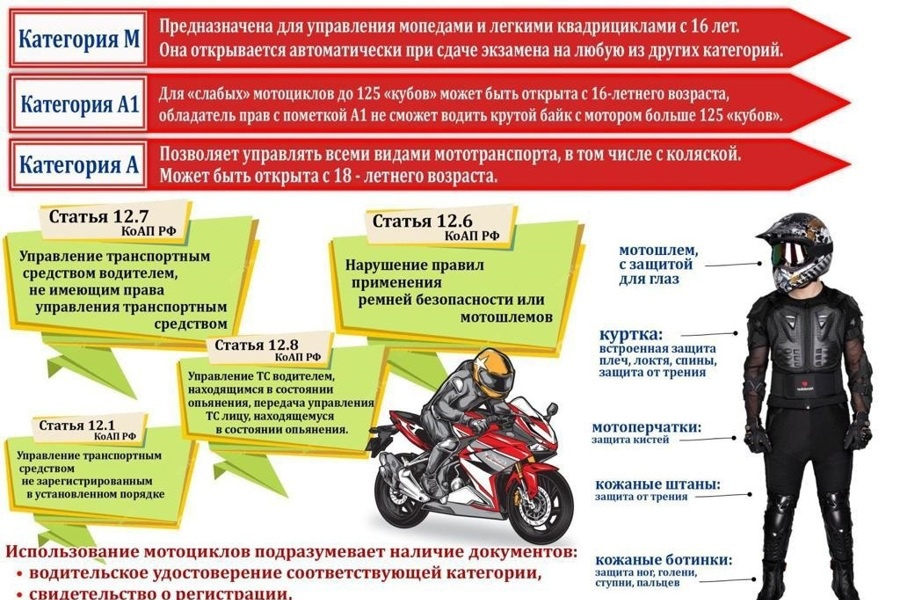 Категория М
Предназначена для управления мопедами и легкими квадрициклами с 16 лет.
Она открывается автоматически при сдаче экзамена на любую из других категорий.
Категория А1
Для «слабых» мотоциклов до 125 «кубов» может быть открыта с 16-летнего возраста,
обладатель прав с пометкой А1 не сможет водить крутой байк с мотором больше 125 «кубов».
Категория А
Позволяет управлять всеми видами мототранспорта, в том числе с коляской.
Может быть открыта с 18 - летнего возраста.
Статья 12.7
КоАП РФ
Управление транспортным
средством водителем,
не имеющим права
управления транспортным
средством
Статья 12.6
КоАП РФ
Нарушение правил
применения
ремней безопасности или
мотошлемов
Статья 12.8
КоАП РФ
Управление ТС водителем,
находящимся в состоянии
опьянения, передача управления
ТС лицу, находящемуся
в состоянии опьянения.
Статья 12.1
КоАП РФ
Управление транспортным
средством
не зарегистрированным
в установленном порядке
мотошлем,
с защитой
для глаз
куртка:
встроенная защита
плеч, локтя, спины,
защита от трения
мотоперчатки:
защита кистей
кожаные штаны:
защита от трения
кожаные ботинки:
защита ног, голени,
ступни, пальцев
Использование мотоциклов подразумевает наличие документов:
• водительское удостоверение соответствующей категории,
• свидетельство о регистрации,